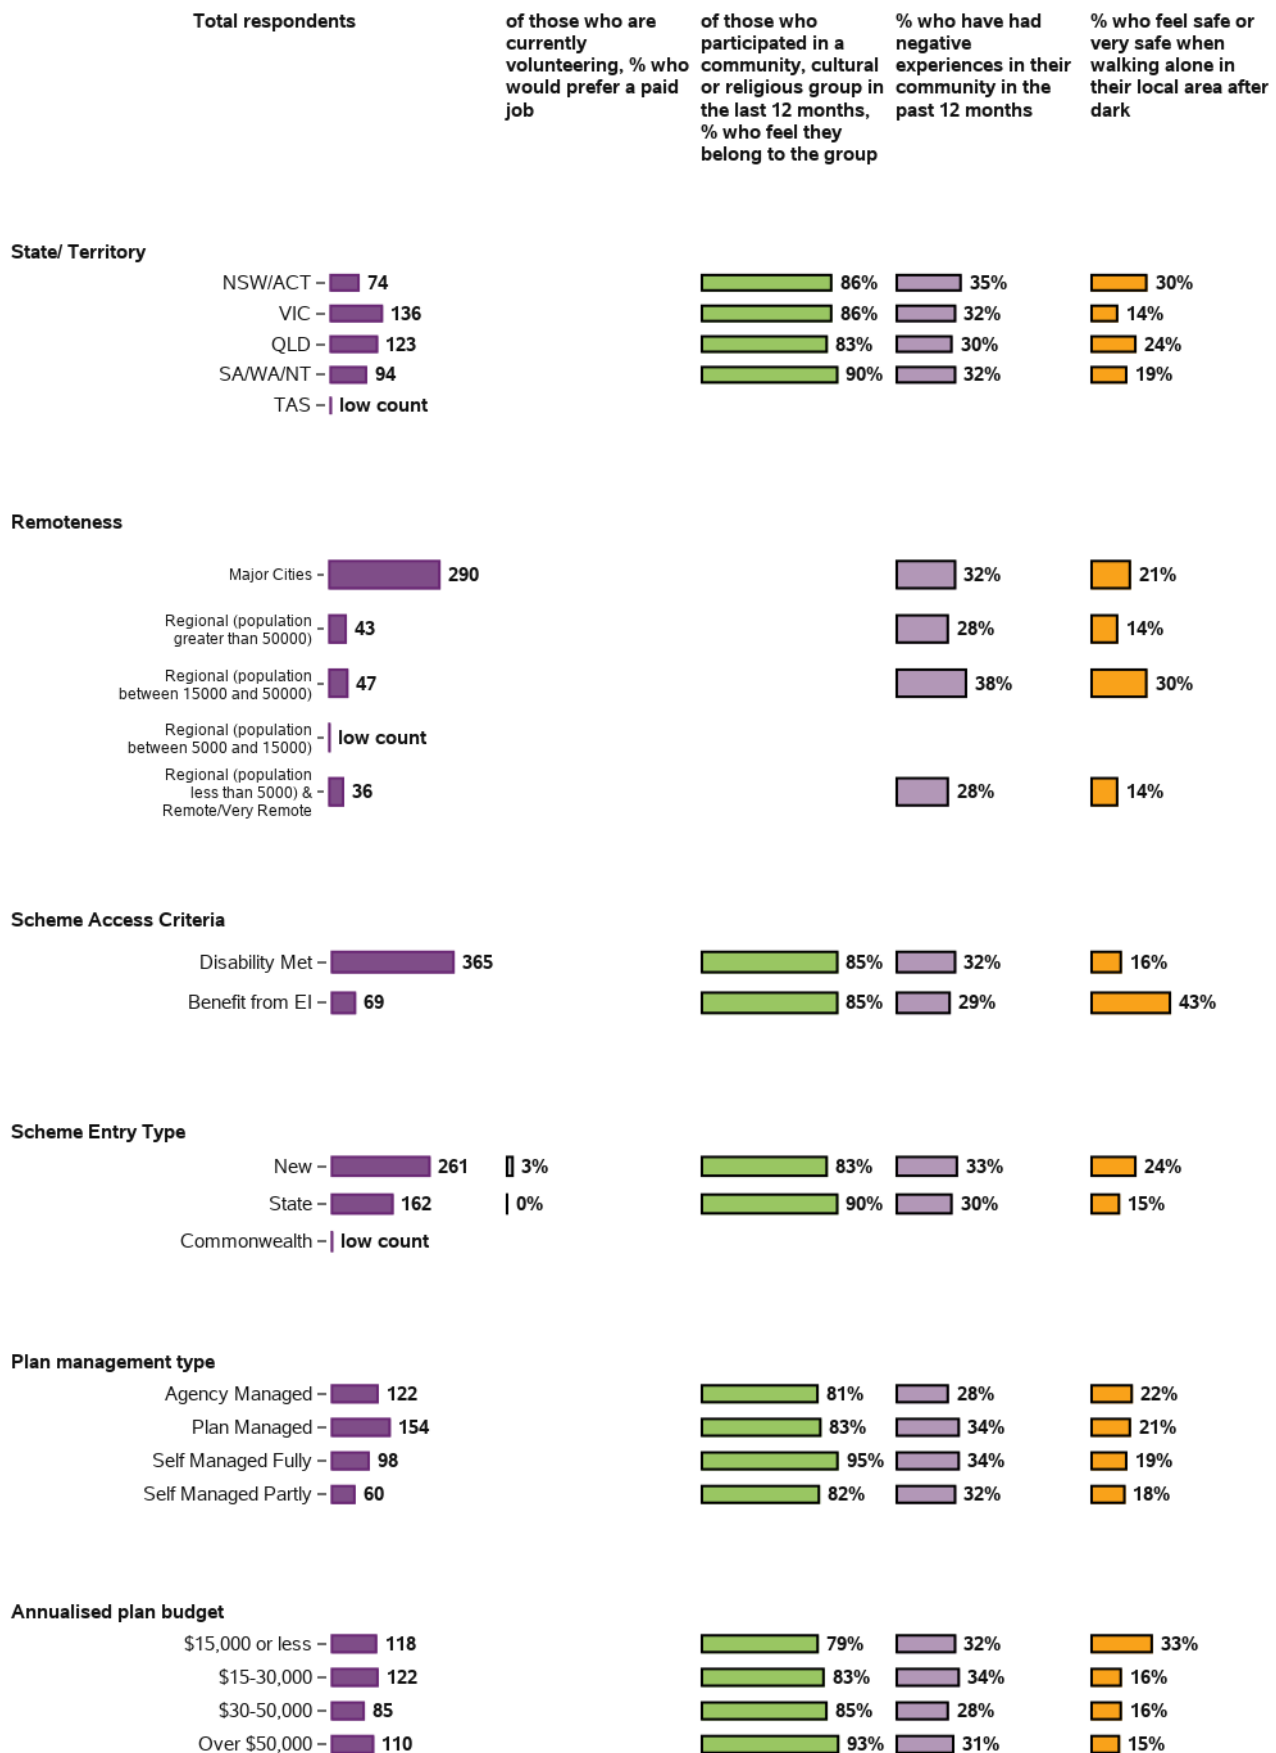 Total respondents
of those who are
currently
volunteering, % who
would prefer a paid
job
of those who
participated in a
community, cultural
or religious group in
the last 12 months,
% who feel they
belong to the group
% who have had
negative
experiences in their
community in the
past 12 months
% who feel safe or
very safe when
walking alone in
their local area after
dark
State/ Territory
NSW/ACT 74 86% 35% 30%
VIC 136 86% 32% 14%
QLD 123 83% 30% 24%
SA/WA/NT 94 90% 32% 19%
TAS low count
Remoteness
Major Cities 290 32% 21%
Regional (population
greater than 50000) 43 28% 14%
Regional (population
between 15000 and 50000) 47 38% 30%
Regional (population
between 5000 and 15000) low count
Regional (population
less than 5000) & 36 28% 14%
Remote/Very Remote
Scheme Access Criteria
Disability Met 365 85% 32% 16%
Benefit from EI 69 85% 29% 43%
Scheme Entry Type
New 261 3% 83% 33% 24%
State 162 0% 90% 30% 15%
Commonwealth low count
Plan management type
Agency Managed 122 81% 28% 22%
Plan Managed 154 83% 34% 21%
Self Managed Fully 98 95% 34% 19%
Self Managed Partly 60 82% 32% 18%
Annualised plan budget
$15,000 or less 118 79% 32% 33%
$15-30,000 122 83% 34% 16%
$30-50,000 85 85% 28% 16%
Over $50,000 110 93% 31% 15%